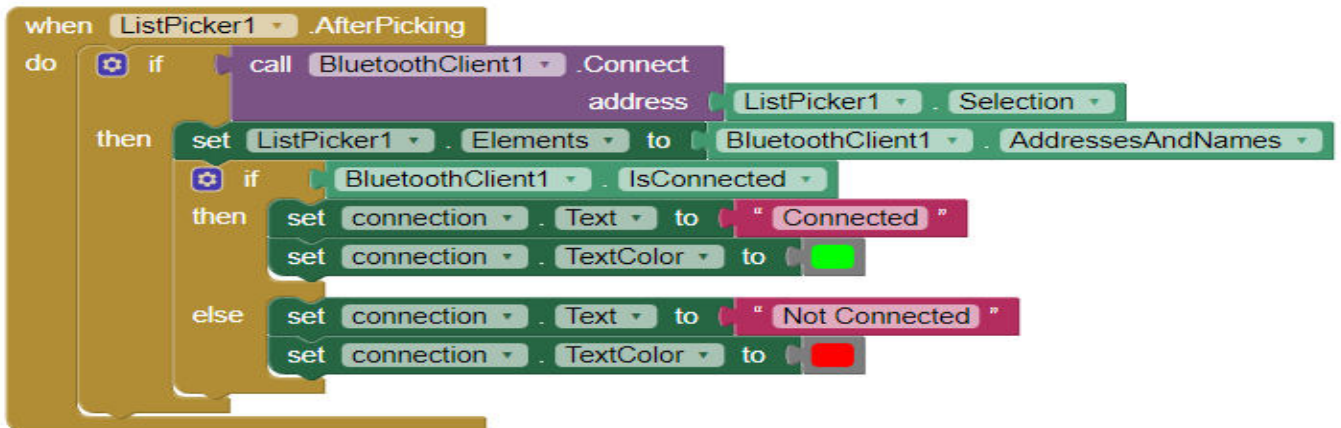 when ListPicker1 .AfterPicking
do if call BluetoothClient1 .Connect
address ListPicker1 . Selection
then set ListPicker1 . Elements to BluetoothClient1 . AddressesAndNames
if BluetoothClient1 . IsConnected
then set connection . Text to “ Connected ”
set connection . TextColor to
else set connection . Text to “ Not Connected ”
set connection . TextColor to